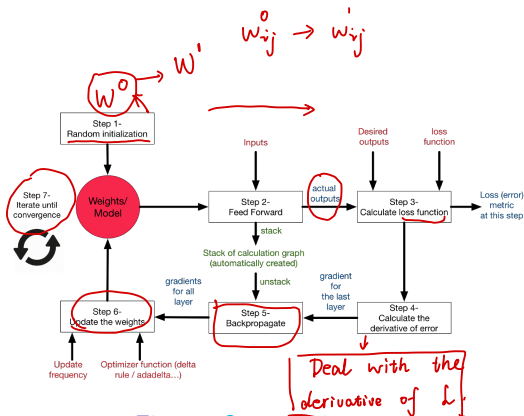 W⁰ → W' W⁰ij → W'ij
Step 1-
Random initialization
Inputs
Desired
outputs
loss
function
Step 7-
Iterate until
convergence
Weights/
Model
Step 2-
Feed Forward
actual
outputs
Step 3-
Calculate loss function
Loss (error)
metric
at this step
stack
Stack of calculation graph
(automatically created)
unstack
gradients
for all
layer
gradient
for the
last layer
Step 6-
Update the weights
Step 5-
Backpropagate
Step 4-
Calculate the
derivative of error
Update
frequency
Optimizer function (delta
rule / adadelta...)
Deal with the
derivative of L.